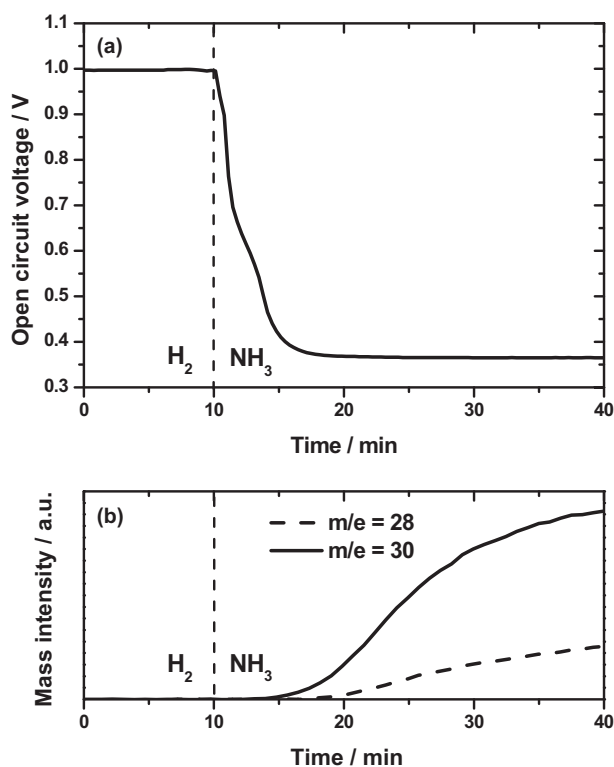 (a)
Open circuit voltage / V
1.1
1.0
0.9
0.8
0.7
0.6
0.5
0.4
0.3
H₂ NH₃
0 10 20 30 40
Time / min
(b)
Mass intensity / a.u.
m/e = 28
m/e = 30
H₂ NH₃
0 10 20 30 40
Time / min